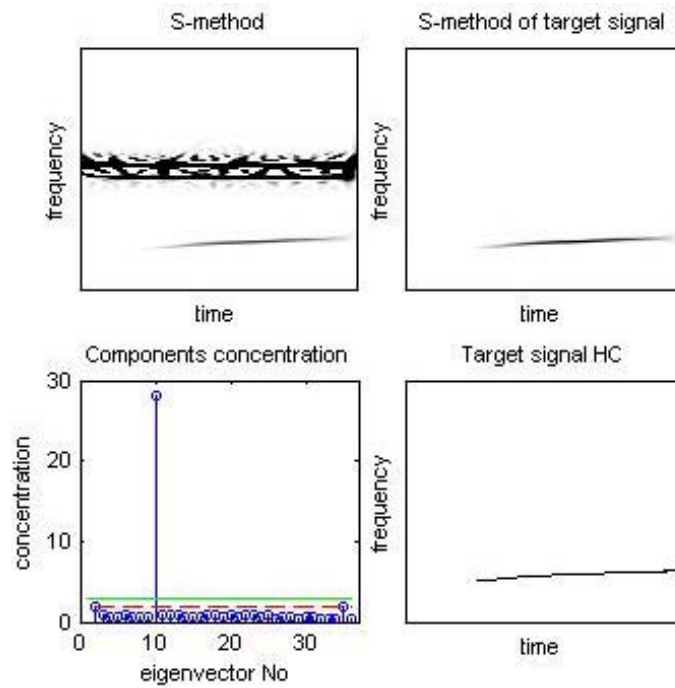 S-method
S-method of target signal
frequency
frequency
time
time
Components concentration
Target signal HC
30
20
10
0
0
10
20
30
concentration
frequency
eigenvector No
time